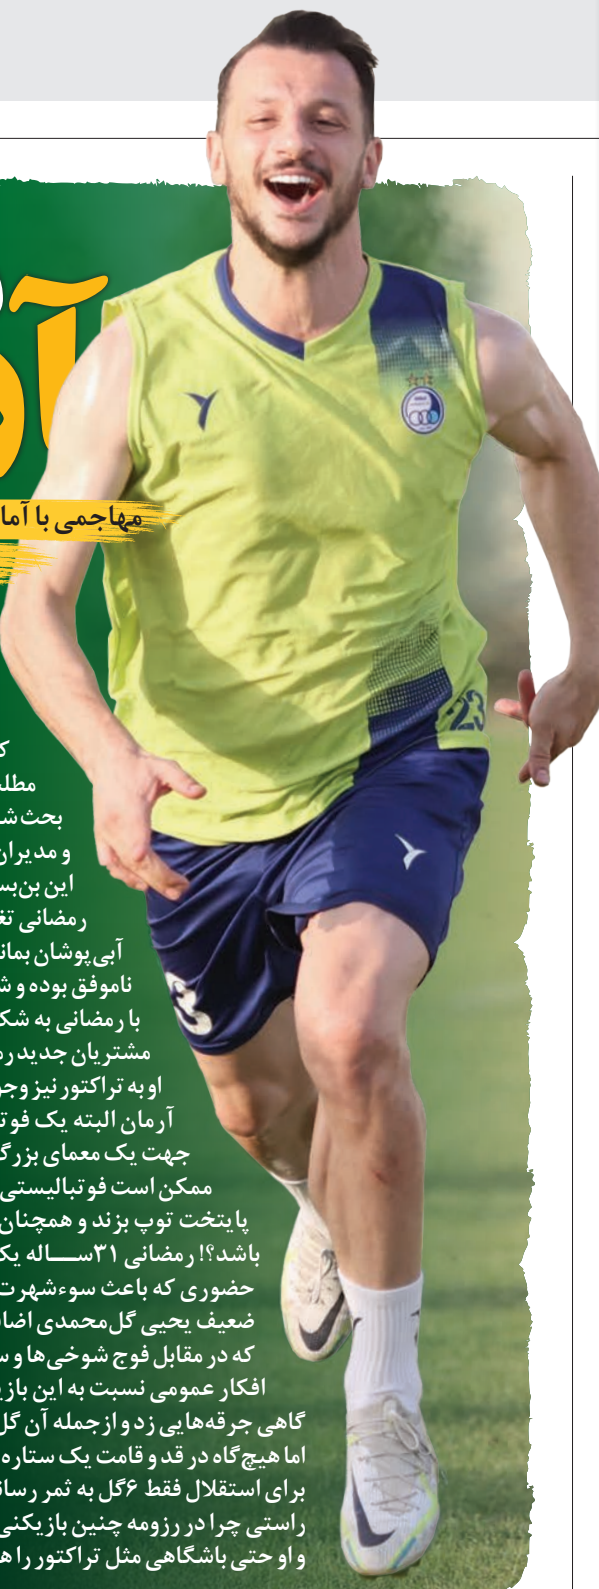 مهاجمی با آما
مطل
بحث‌ش
و مدیران
این بن‌بس
رمضانی تغ
آبی‌پوشان بمان
ناموفق بوده و ش
با رمضانی به شک
مشتریان جدید رم
او به تراکتور نیز وج
آرمان البته یک فوت
جهت یک معمای بزرگ
ممکن است فوتبالیستی
پایتخت توپ بزند و همچنان
باشد؟! رمضانی ۳۱ســاله یک
حضوری که باعث سوءشهرت
ضعیف یحیی گل‌محمدی اضا
که در مقابل فوج شوخی‌ها و س
افکار عمومی نسبت به این باز
گاهی جرقه‌هایی زد و ازجمله آن گل
اما هیچ‌گاه در قد و قامت یک ستاره
برای استقلال فقط ۶گل به ثمر رسان
راستی چرا در رزومه چنین بازیکنی
و او حتی باشگاهی مثل تراکتور را ه
23
3